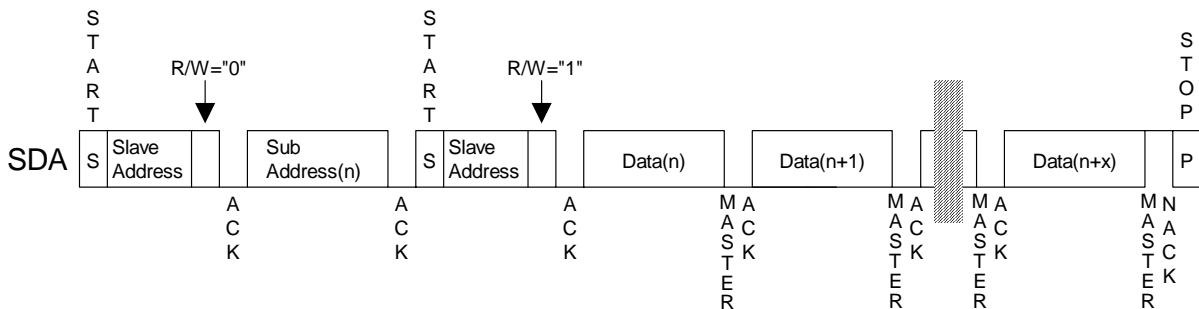 START
START
STOP
R/W="0"
R/W="1"
SDA
S
Slave
Address
Sub
Address(n)
S
Slave
Address
Data(n)
Data(n+1)
Data(n+x)
P
ACK
ACK
ACK
MASTER
ACK
MASTER
ACK
MASTER
ACK
MASTER
NACK